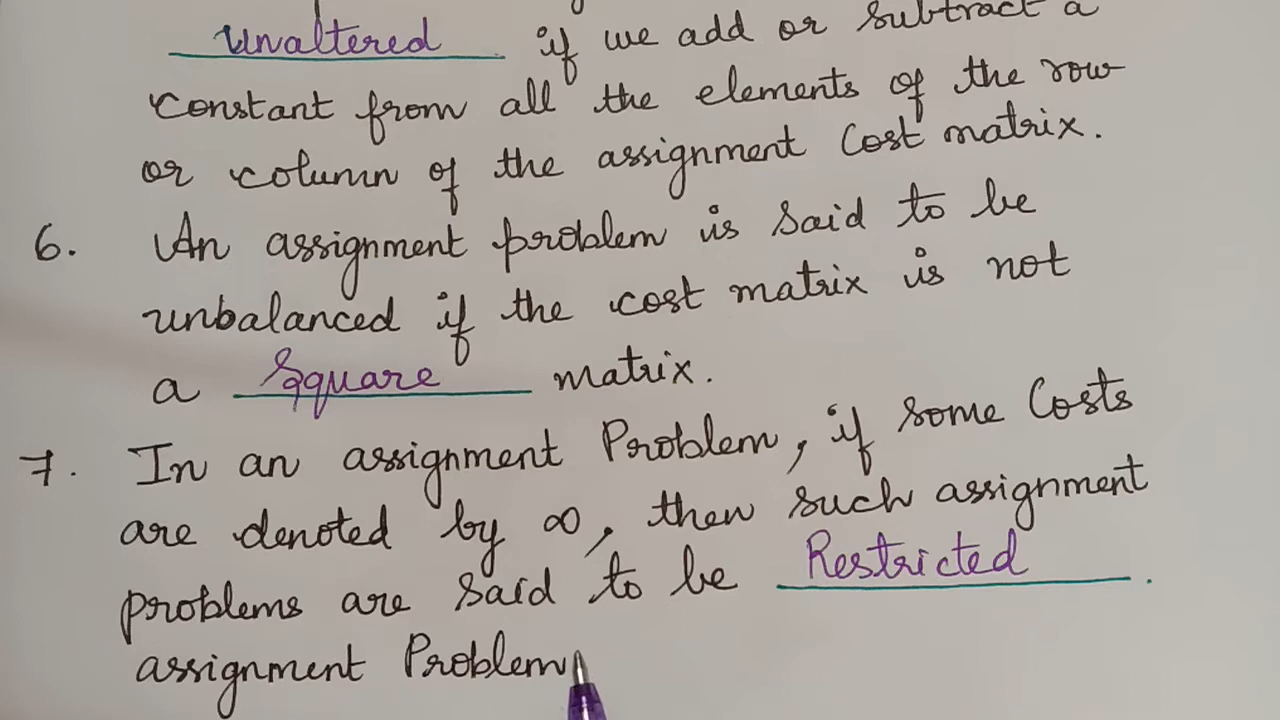 Unaltered if we add or subtract a
Constant from all the elements of the row
or column of the assignment Cost matrix.
6. An assignment problem is said to be
unbalanced if the cost matrix is not
a Square matrix.
7. In an assignment Problem, if some Costs
are denoted by ∞, then such assignment
problems are said to be Restricted.
assignment Problem